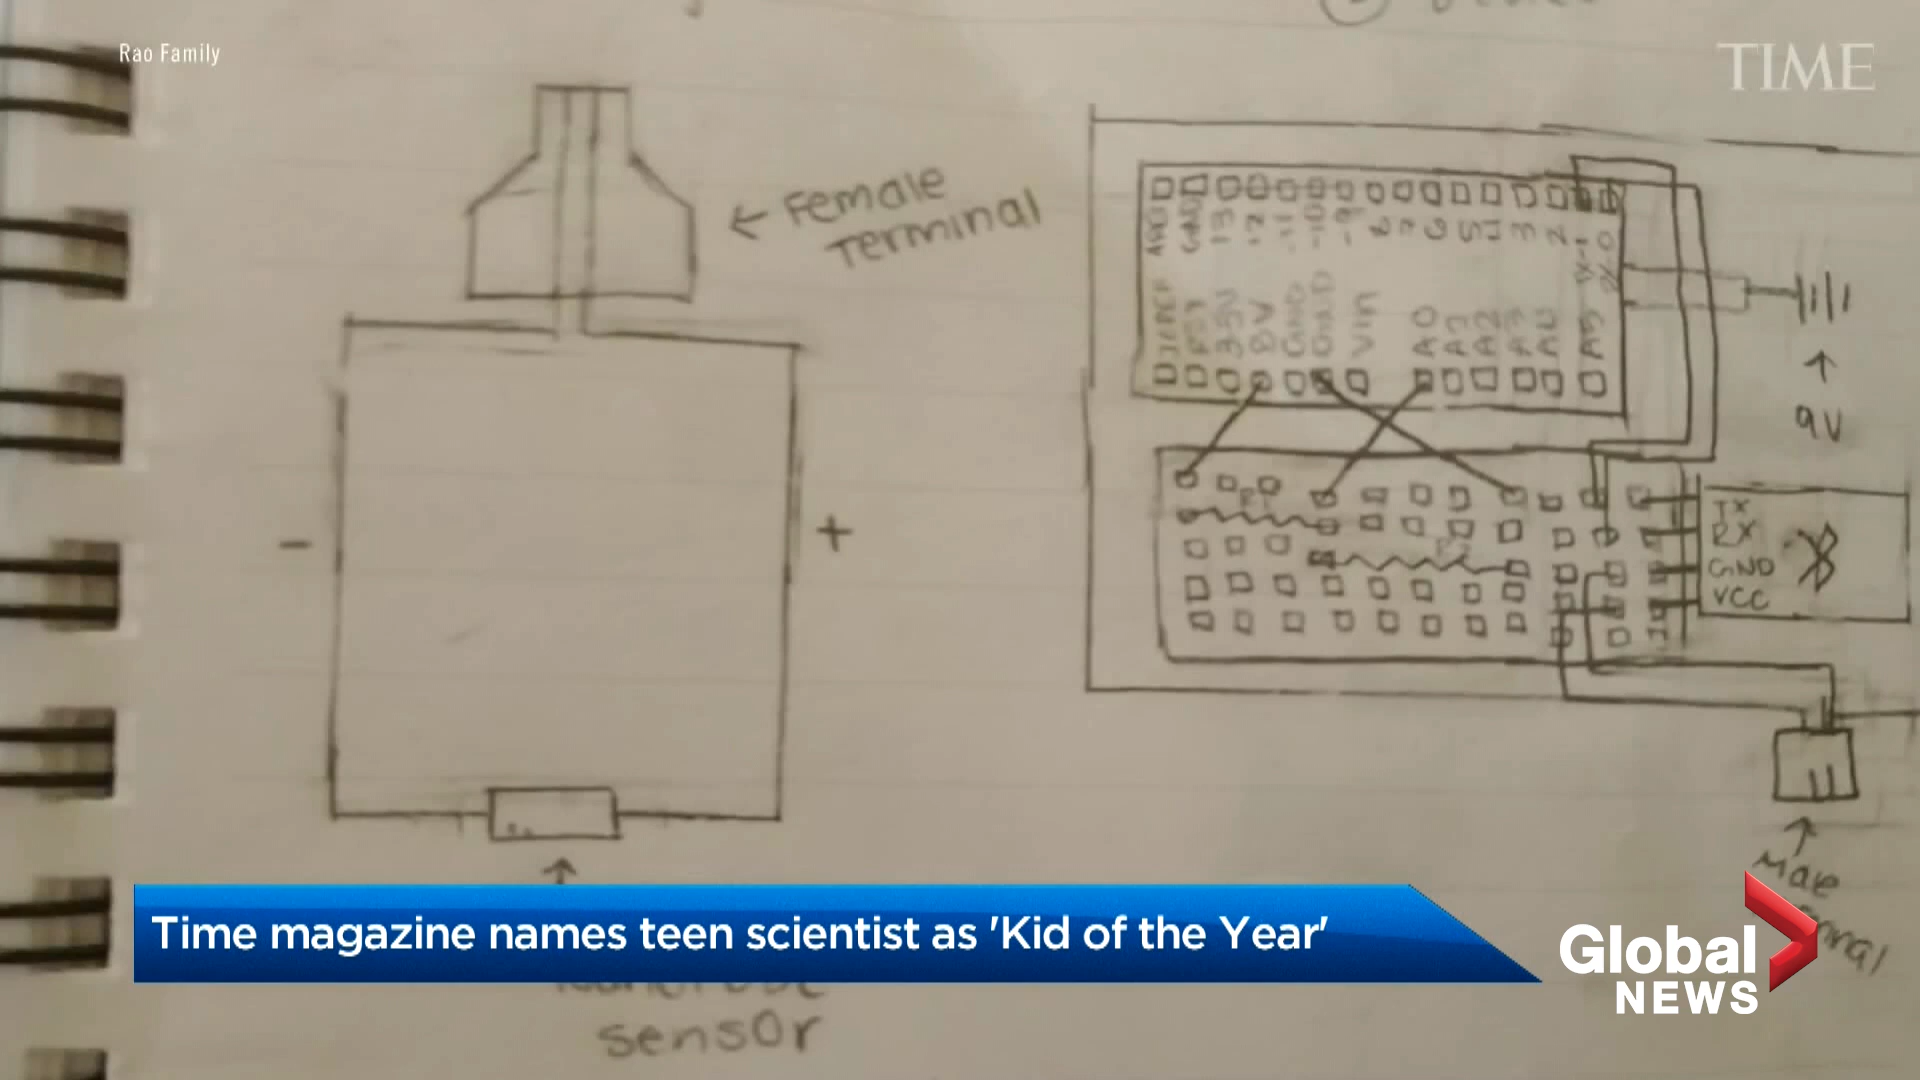 Rao Family
TIME
← Female
Terminal
AREF GND 13 12 -11 -10 -9 8 7 6 5 4 3 2 TX-1 RX-0
RST 3.3V 5V GND GND Vin A0 A1 A2 A3 A4 A5
9V
TX
RX
GND
VCC
-
+
Male
sensor
Time magazine names teen scientist as 'Kid of the Year'
Global
NEWS